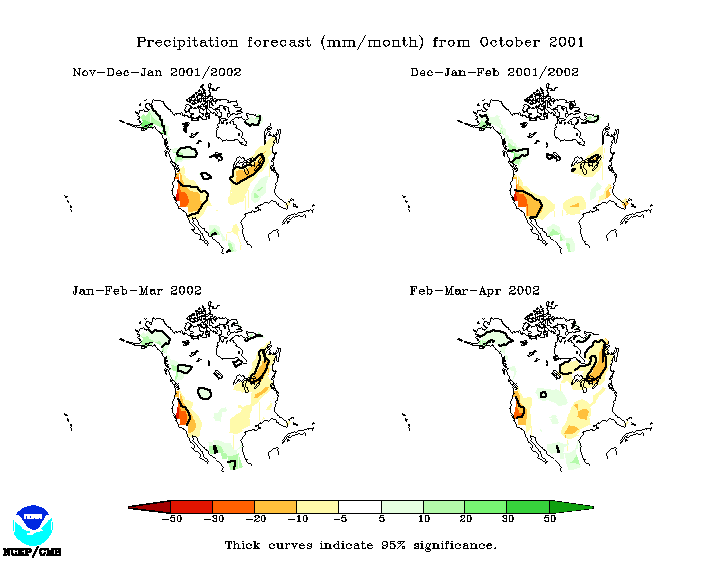 Precipitation forecast (mm/month) from October 2001
Nov-Dec-Jan 2001/2002
Dec-Jan-Feb 2001/2002
Jan-Feb-Mar 2002
Feb-Mar-Apr 2002
-50 -30 -20 -10 -5 5 10 20 30 50
Thick curves indicate 95% significance.
NCEP/CMB